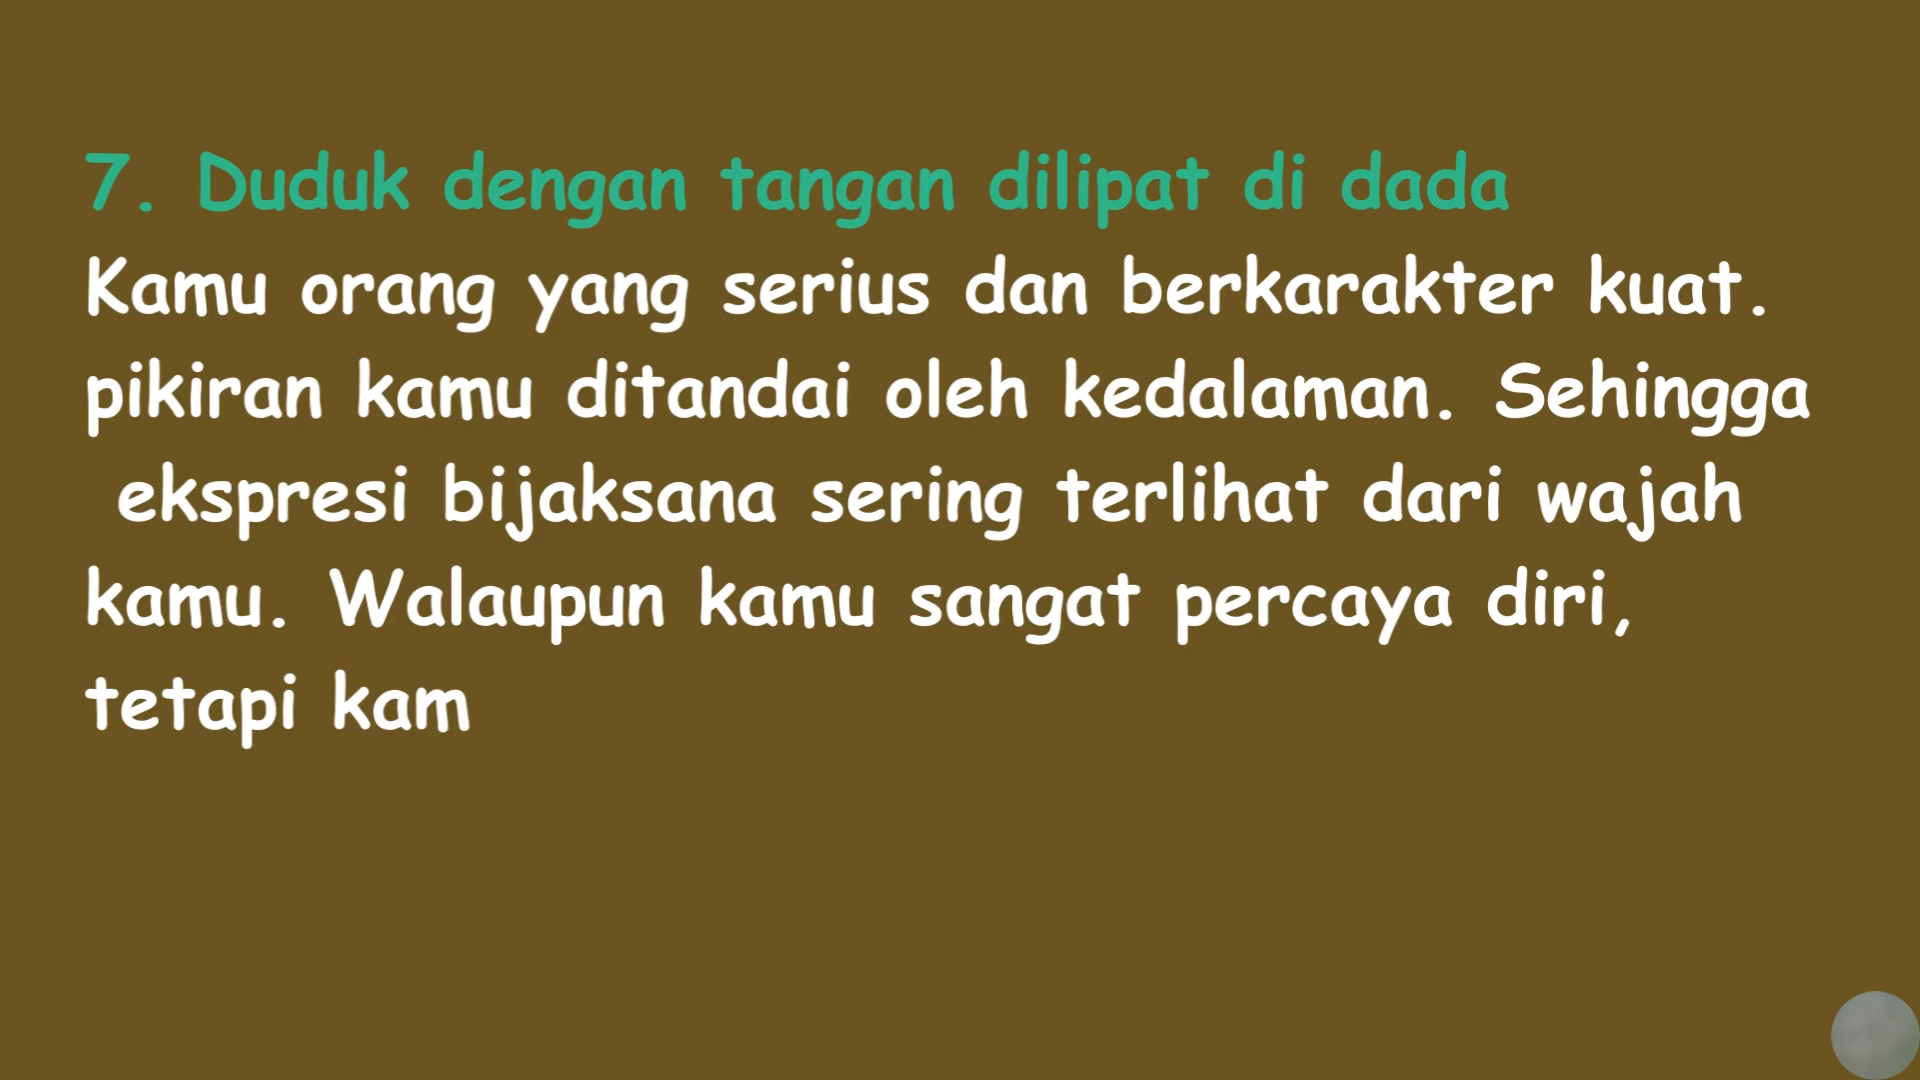 7. Duduk dengan tangan dilipat di dada
Kamu orang yang serius dan berkarakter kuat.
pikiran kamu ditandai oleh kedalaman. Sehingga
ekspresi bijaksana sering terlihat dari wajah
kamu. Walaupun kamu sangat percaya diri,
tetapi kam